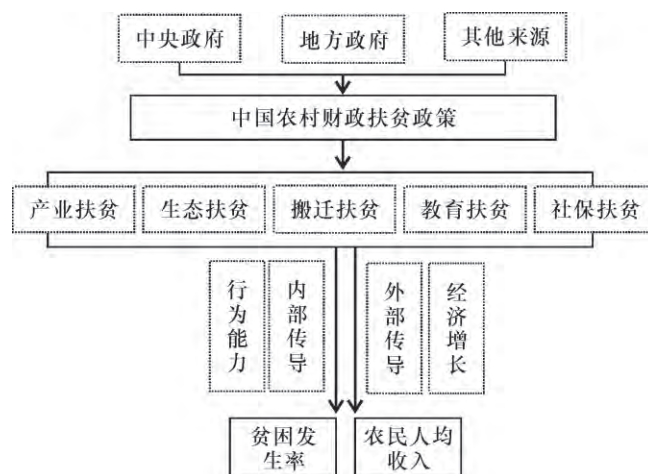 中央政府
地方政府
其他来源
中国农村财政扶贫政策
产业扶贫
生态扶贫
搬迁扶贫
教育扶贫
社保扶贫
行为能力
内部传导
外部传导
经济增长
贫困发
生率
农民人均
收入